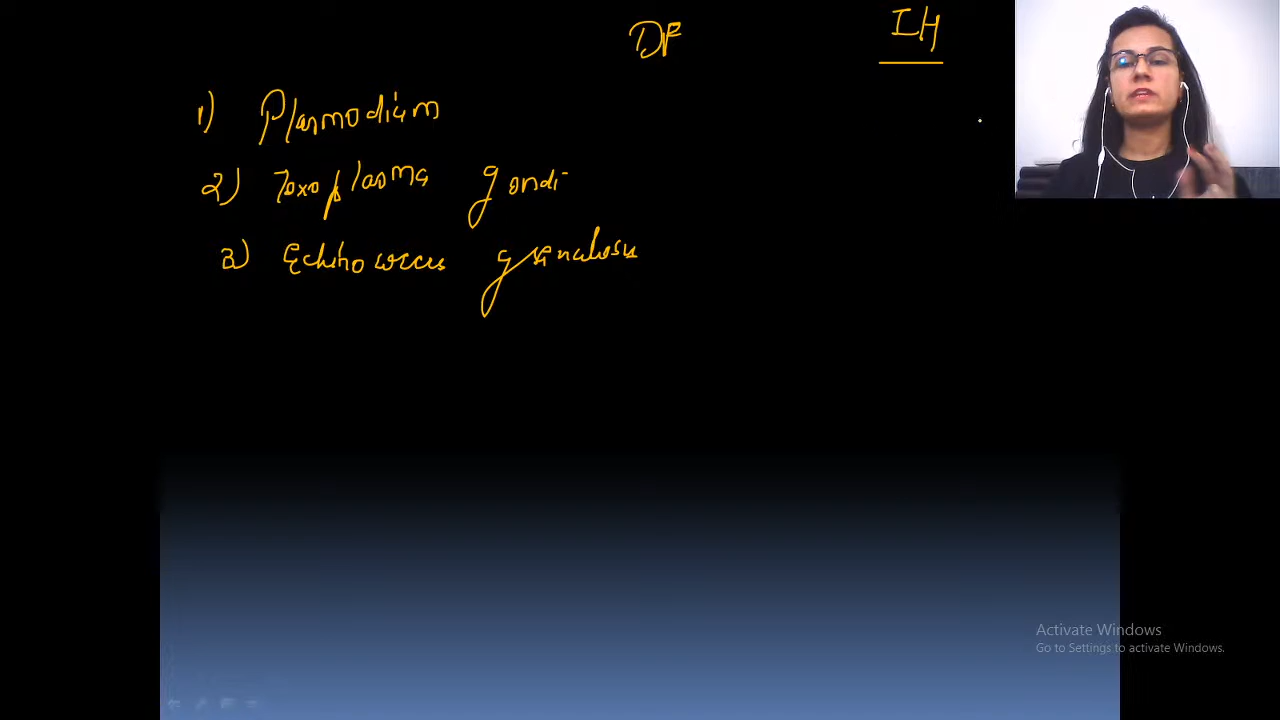 DH IH
1) Plasmodium
2) Toxoplasma gondi
3) Echinococcus granulosus
Activate Windows
Go to Settings to activate Windows.